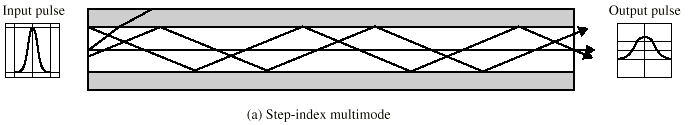 Input pulse
Output pulse
(a) Step-index multimode